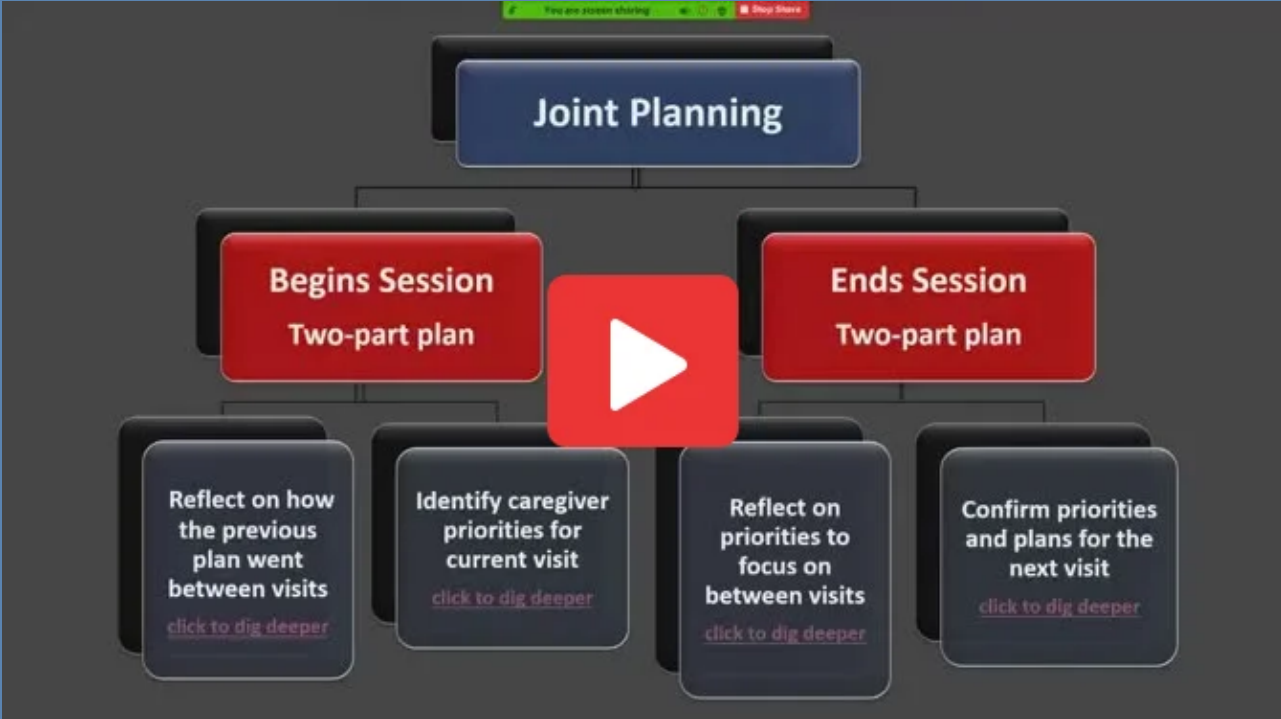 You are screen sharing
Stop Share
Joint Planning
Begins Session
Two-part plan
Ends Session
Two-part plan
Reflect on how
the previous
plan went
between visits
click to dig deeper
Identify caregiver
priorities for
current visit
click to dig deeper
Reflect on
priorities to
focus on
between visits
click to dig deeper
Confirm priorities
and plans for the
next visit
click to dig deeper